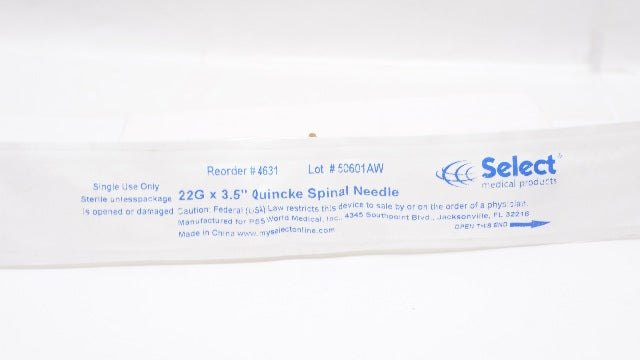 Reorder # 4631 Lot # 50601AW
Select
medical products
Single Use Only
Sterile unless package
is opened or damaged
22G x 3.5" Quincke Spinal Needle
Caution: Federal (USA) Law restricts this device to sale by or on the order of a physician.
Manufactured for PSS World Medical, Inc., 4345 Southpoint Blvd., Jacksonville, FL 32216
Made in China www.myselectonline.com
OPEN THIS END